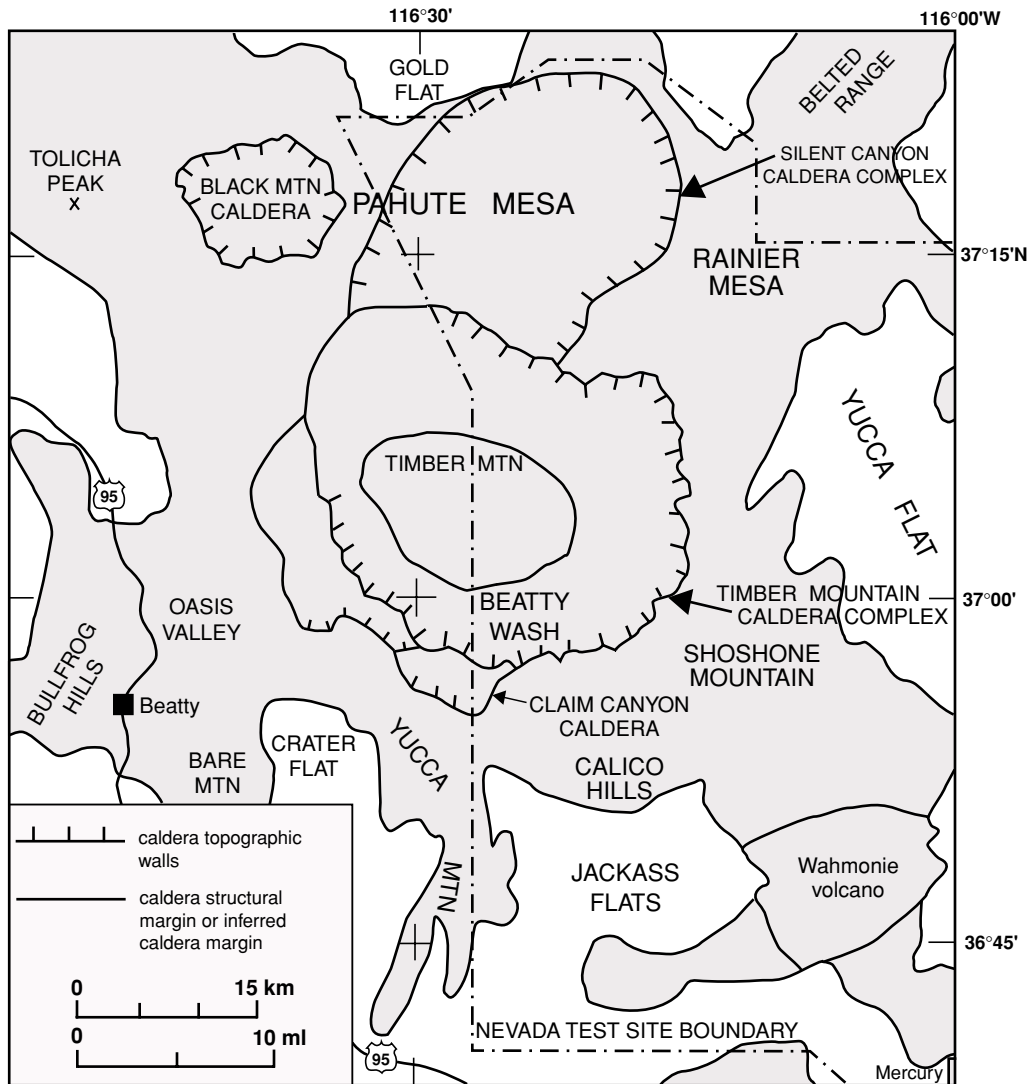 116°30'
116°00'W
GOLD
FLAT
BELTED
RANGE
TOLICHA
PEAK
x
BLACK MTN
CALDERA
SILENT CANYON
CALDERA COMPLEX
PAHUTE MESA
RAINIER
MESA
37°15'N
YUCCA FLAT
TIMBER MTN
95
OASIS
VALLEY
BEATTY
WASH
TIMBER MOUNTAIN
CALDERA COMPLEX
37°00'
SHOSHONE
MOUNTAIN
BULLFROG
HILLS
Beatty
CLAIM CANYON
CALDERA
CRATER
FLAT
YUCCA
MTN
BARE
MTN
CALICO
HILLS
JACKASS
FLATS
Wahmonie
volcano
36°45'
caldera topographic
walls
caldera structural
margin or inferred
caldera margin
0 15 km
0 10 ml
95
NEVADA TEST SITE BOUNDARY
Mercury